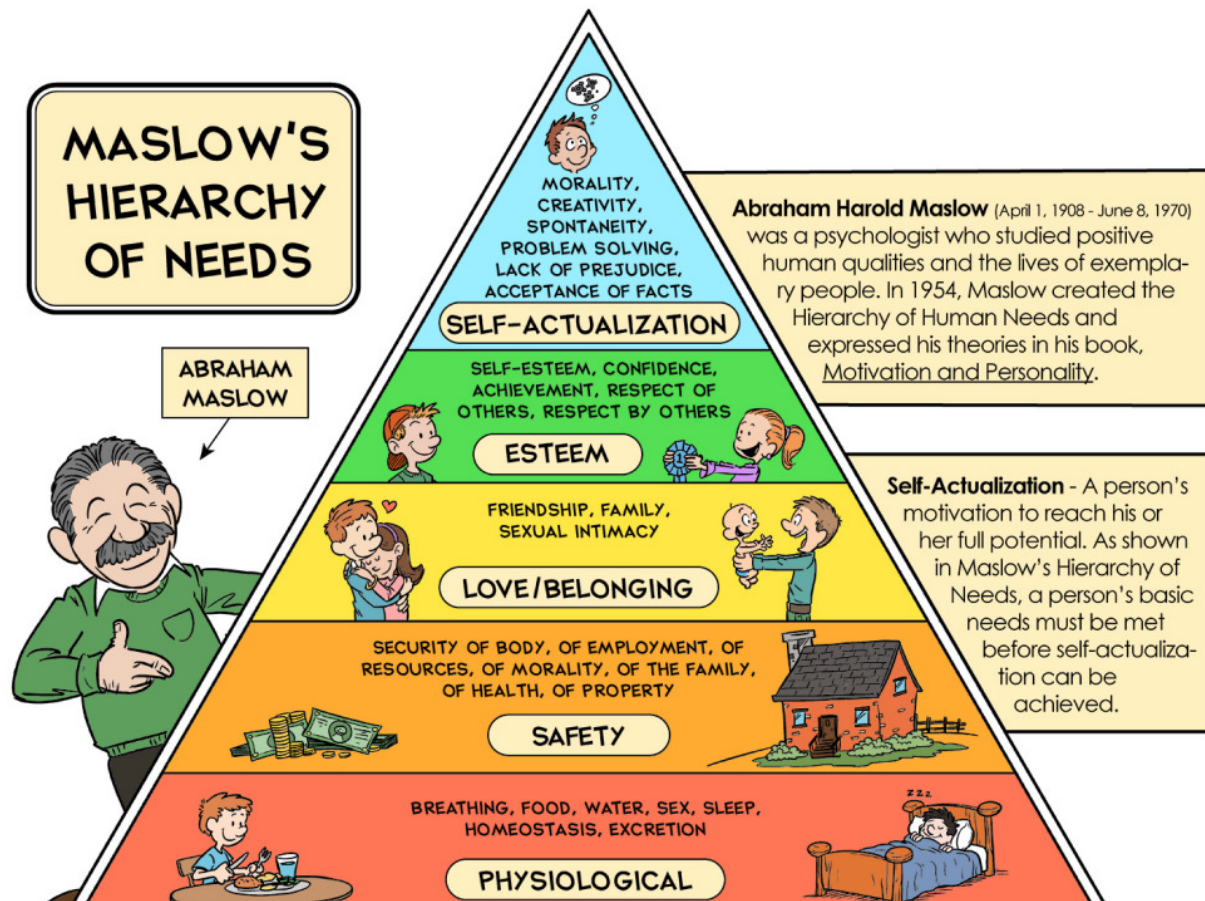 MASLOW'S
HIERARCHY
OF NEEDS
ABRAHAM
MASLOW
MORALITY,
CREATIVITY,
SPONTANEITY,
PROBLEM SOLVING,
LACK OF PREJUDICE,
ACCEPTANCE OF FACTS
SELF-ACTUALIZATION
SELF-ESTEEM, CONFIDENCE,
ACHIEVEMENT, RESPECT OF
OTHERS, RESPECT BY OTHERS
ESTEEM
1
FRIENDSHIP, FAMILY,
SEXUAL INTIMACY
LOVE/BELONGING
SECURITY OF BODY, OF EMPLOYMENT, OF
RESOURCES, OF MORALITY, OF THE FAMILY,
OF HEALTH, OF PROPERTY
SAFETY
BREATHING, FOOD, WATER, SEX, SLEEP,
HOMEOSTASIS, EXCRETION
zzz
PHYSIOLOGICAL
Abraham Harold Maslow (April 1, 1908 - June 8, 1970)
was a psychologist who studied positive
human qualities and the lives of exempla-
ry people. In 1954, Maslow created the
Hierarchy of Human Needs and
expressed his theories in his book,
Motivation and Personality.
Self-Actualization - A person's
motivation to reach his or
her full potential. As shown
in Maslow's Hierarchy of
Needs, a person's basic
needs must be met
before self-actualiza-
tion can be
achieved.